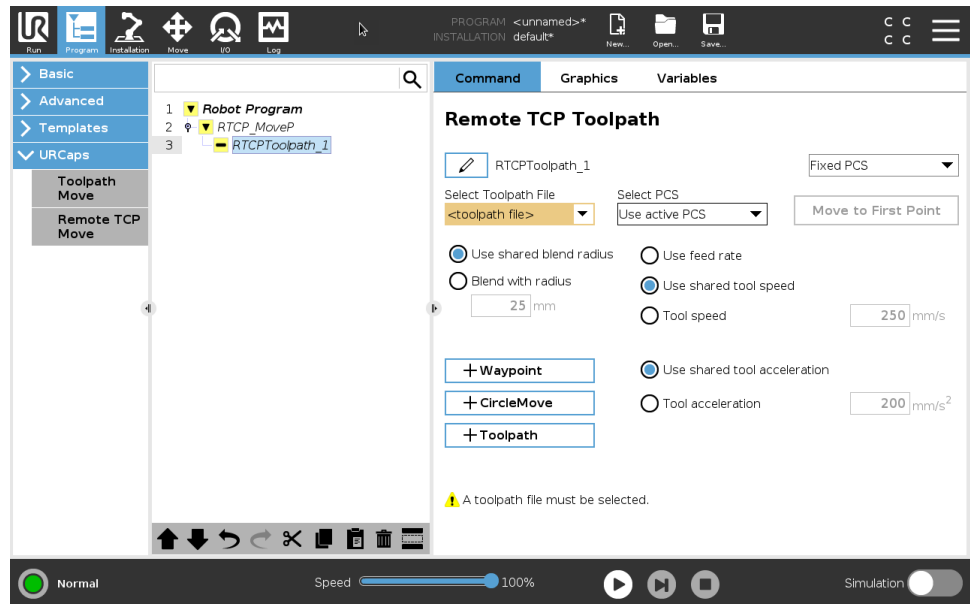 UR
PROGRAM <unnamed>*
INSTALLATION default*
C C
C C
Run Program Installation Move I/O Log New... Open... Save...
Basic
Advanced
Templates
URCaps
Toolpath
Move
Remote TCP
Move
1 Robot Program
2 RTCP_MoveP
3 RTCPToolpath_1
Command Graphics Variables
Remote TCP Toolpath
RTCPToolpath_1 Fixed PCS
Select Toolpath File Select PCS
<toolpath file> Use active PCS Move to First Point
Use shared blend radius Use feed rate
Blend with radius Use shared tool speed
25 mm Tool speed 250 mm/s
+ Waypoint Use shared tool acceleration
+ CircleMove Tool acceleration 200 mm/s²
+ Toolpath
! A toolpath file must be selected.
Normal Speed 100% Simulation